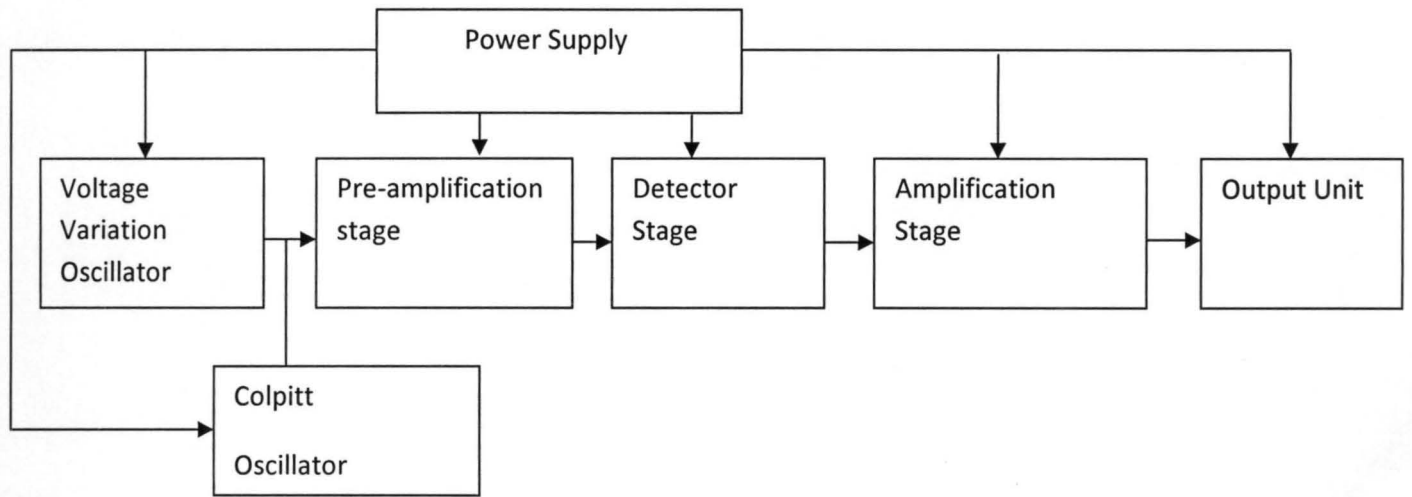 Power Supply
Voltage
Variation
Oscillator
Pre-amplification
stage
Detector
Stage
Amplification
Stage
Output Unit
Colpitt
Oscillator